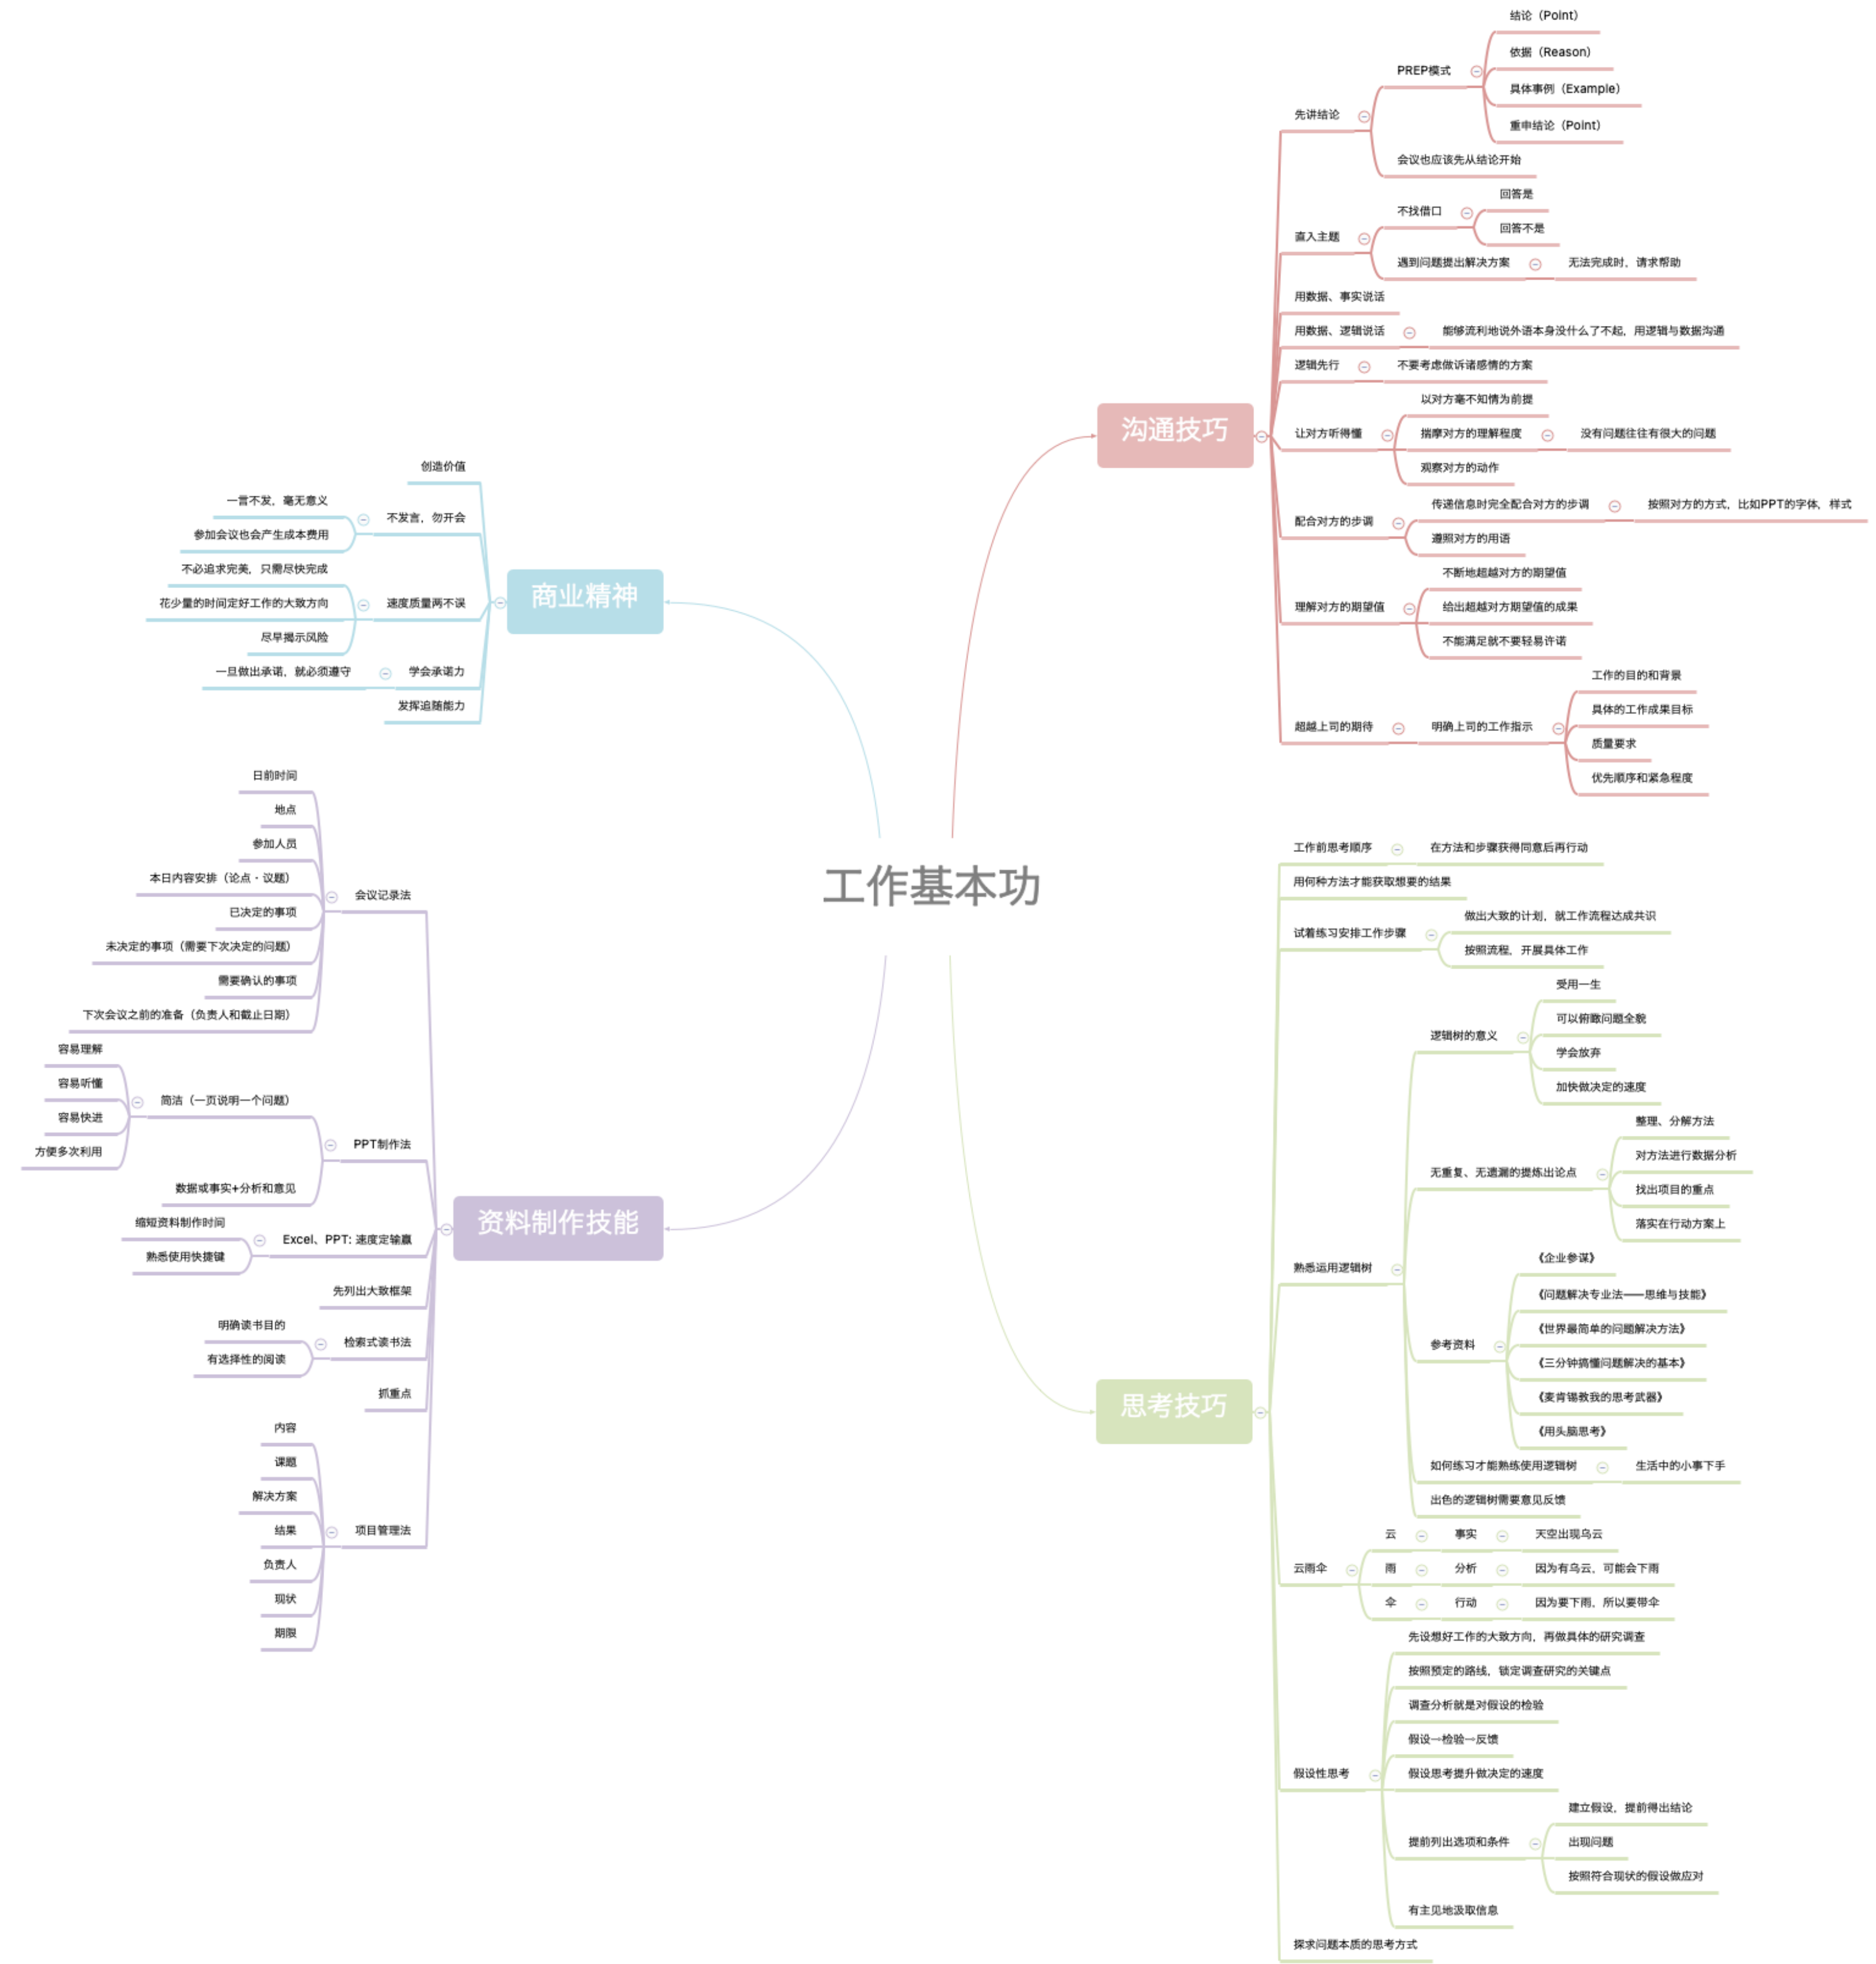 工作基本功
沟通技巧
先讲结论
PREP模式
结论（Point）
依据（Reason）
具体事例（Example）
重申结论（Point）
会议也应该先从结论开始
直入主题
不找借口
回答是
回答不是
遇到问题提出解决方案
无法完成时，请求帮助
用数据、事实说话
用数据、逻辑说话
能够流利地说外语本身没什么了不起，用逻辑与数据沟通
逻辑先行
不要考虑做诉诸感情的方案
让对方听得懂
以对方毫不知情为前提
揣摩对方的理解程度
没有问题往往有很大的问题
观察对方的动作
配合对方的步调
传递信息时完全配合对方的步调
按照对方的方式，比如PPT的字体，样式
遵照对方的用语
理解对方的期望值
不断地超越对方的期望值
给出超越对方期望值的成果
不能满足就不要轻易许诺
超越上司的期待
明确上司的工作指示
工作的目的和背景
具体的工作成果目标
质量要求
优先顺序和紧急程度
思考技巧
工作前思考顺序
在方法和步骤获得同意后再行动
用何种方法才能获取想要的结果
试着练习安排工作步骤
做出大致的计划，就工作流程达成共识
按照流程，开展具体工作
熟悉运用逻辑树
逻辑树的意义
受用一生
可以俯瞰问题全貌
学会放弃
加快做决定的速度
无重复、无遗漏的提炼出论点
整理、分解方法
对方法进行数据分析
找出项目的重点
落实在行动方案上
参考资料
《企业参谋》
《问题解决专业法——思维与技能》
《世界最简单的问题解决方法》
《三分钟搞懂问题解决的基本》
《麦肯锡教我的思考武器》
《用头脑思考》
如何练习才能熟练使用逻辑树
生活中的小事下手
出色的逻辑树需要意见反馈
云雨伞
云
事实
天空出现乌云
雨
分析
因为有乌云，可能会下雨
伞
行动
因为要下雨，所以要带伞
假设性思考
先设想好工作的大致方向，再做具体的研究调查
按照预定的路线，锁定调查研究的关键点
调查分析就是对假设的检验
假设→检验→反馈
假设思考提升做决定的速度
提前列出选项和条件
建立假设，提前得出结论
出现问题
按照符合现状的假设做应对
有主见地汲取信息
探求问题本质的思考方式
商业精神
创造价值
不发言，勿开会
一言不发，毫无意义
参加会议也会产生成本费用
速度质量两不误
不必追求完美，只需尽快完成
花少量的时间定好工作的大致方向
尽早揭示风险
学会承诺力
一旦做出承诺，就必须遵守
发挥追随能力
资料制作技能
会议记录法
日前时间
地点
参加人员
本日内容安排（论点・议题）
已决定的事项
未决定的事项（需要下次决定的问题）
需要确认的事项
下次会议之前的准备（负责人和截止日期）
PPT制作法
简洁（一页说明一个问题）
容易理解
容易听懂
容易快进
方便多次利用
数据或事实+分析和意见
Excel、PPT: 速度定输赢
缩短资料制作时间
熟悉使用快捷键
先列出大致框架
检索式读书法
明确读书目的
有选择性的阅读
抓重点
项目管理法
内容
课题
解决方案
结果
负责人
现状
期限